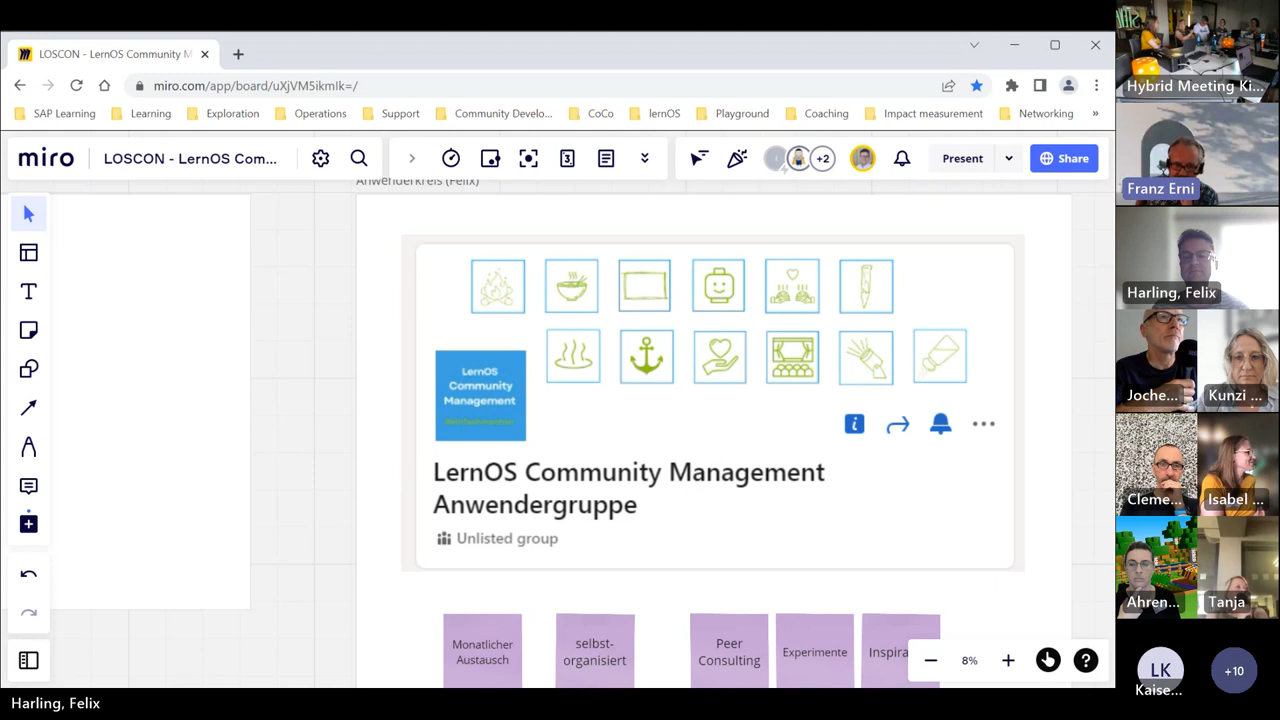 LOSCON - LernOS Community M
miro.com/app/board/uXjVM5ikmIk=/
SAP Learning
Learning
Exploration
Operations
Support
Community Develo...
CoCo
lernOS
Playground
Coaching
Impact measurement
Networking
»
miro
LOSCON - LernOS Com...
3
+2
Present
Share
Anwenderkreis (Felix)
LernOS
Community
Management
LernOS Community Management
Anwendergruppe
Unlisted group
Monatlicher
Austausch
selbst-
organisiert
Peer
Consulting
Experimente
Inspira
8%
Harling, Felix
Hybrid Meeting Ki...
Franz Erni
Harling, Felix
Joche...
Kunzi ...
Cleme...
Isabel ...
Ahren...
Tanja
LK
Kaise...
+10